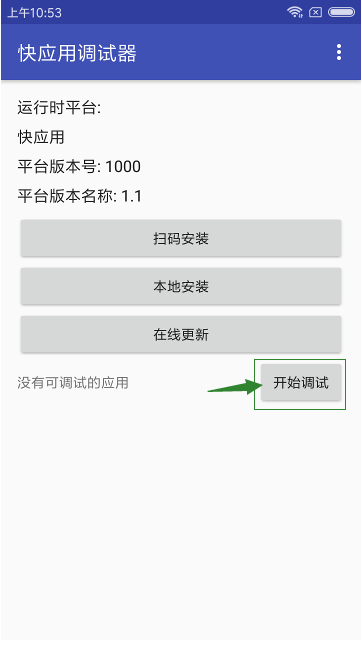 上午10:53
快应用调试器
运行时平台:
快应用
平台版本号: 1000
平台版本名称: 1.1
扫码安装
本地安装
在线更新
没有可调试的应用
开始调试